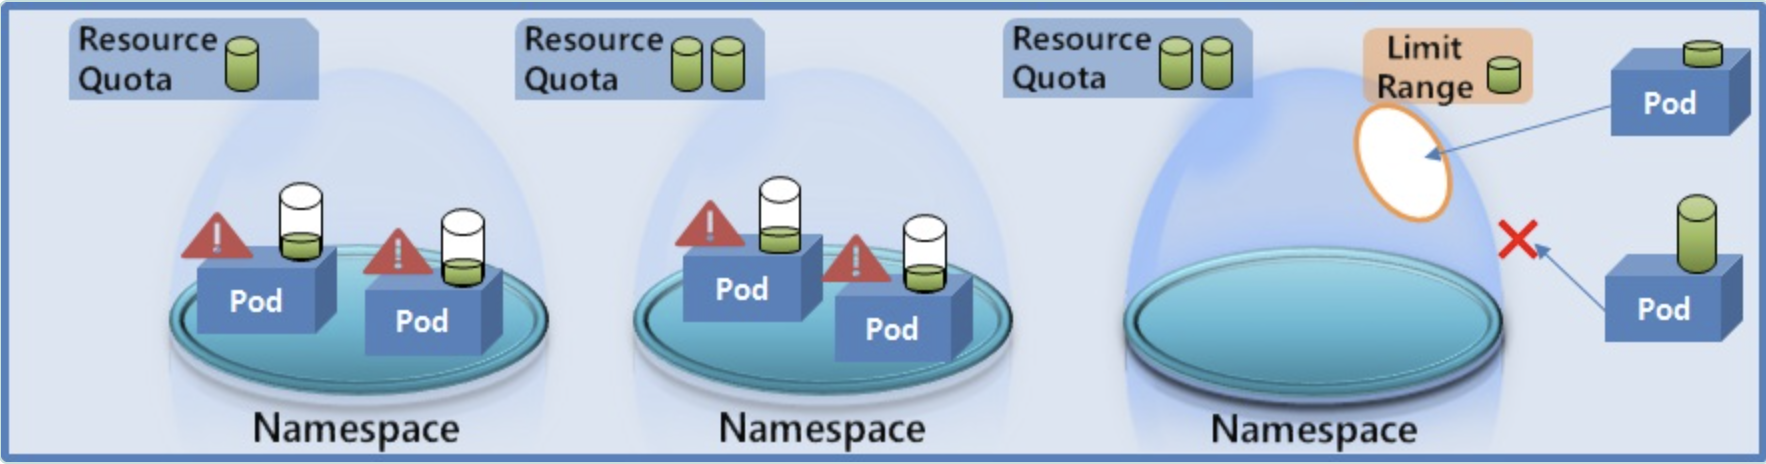 Resource
Quota
Resource
Quota
Resource
Quota
Limit
Range
Pod
Pod
Pod
Pod
Pod
Pod
Namespace
Namespace
Namespace